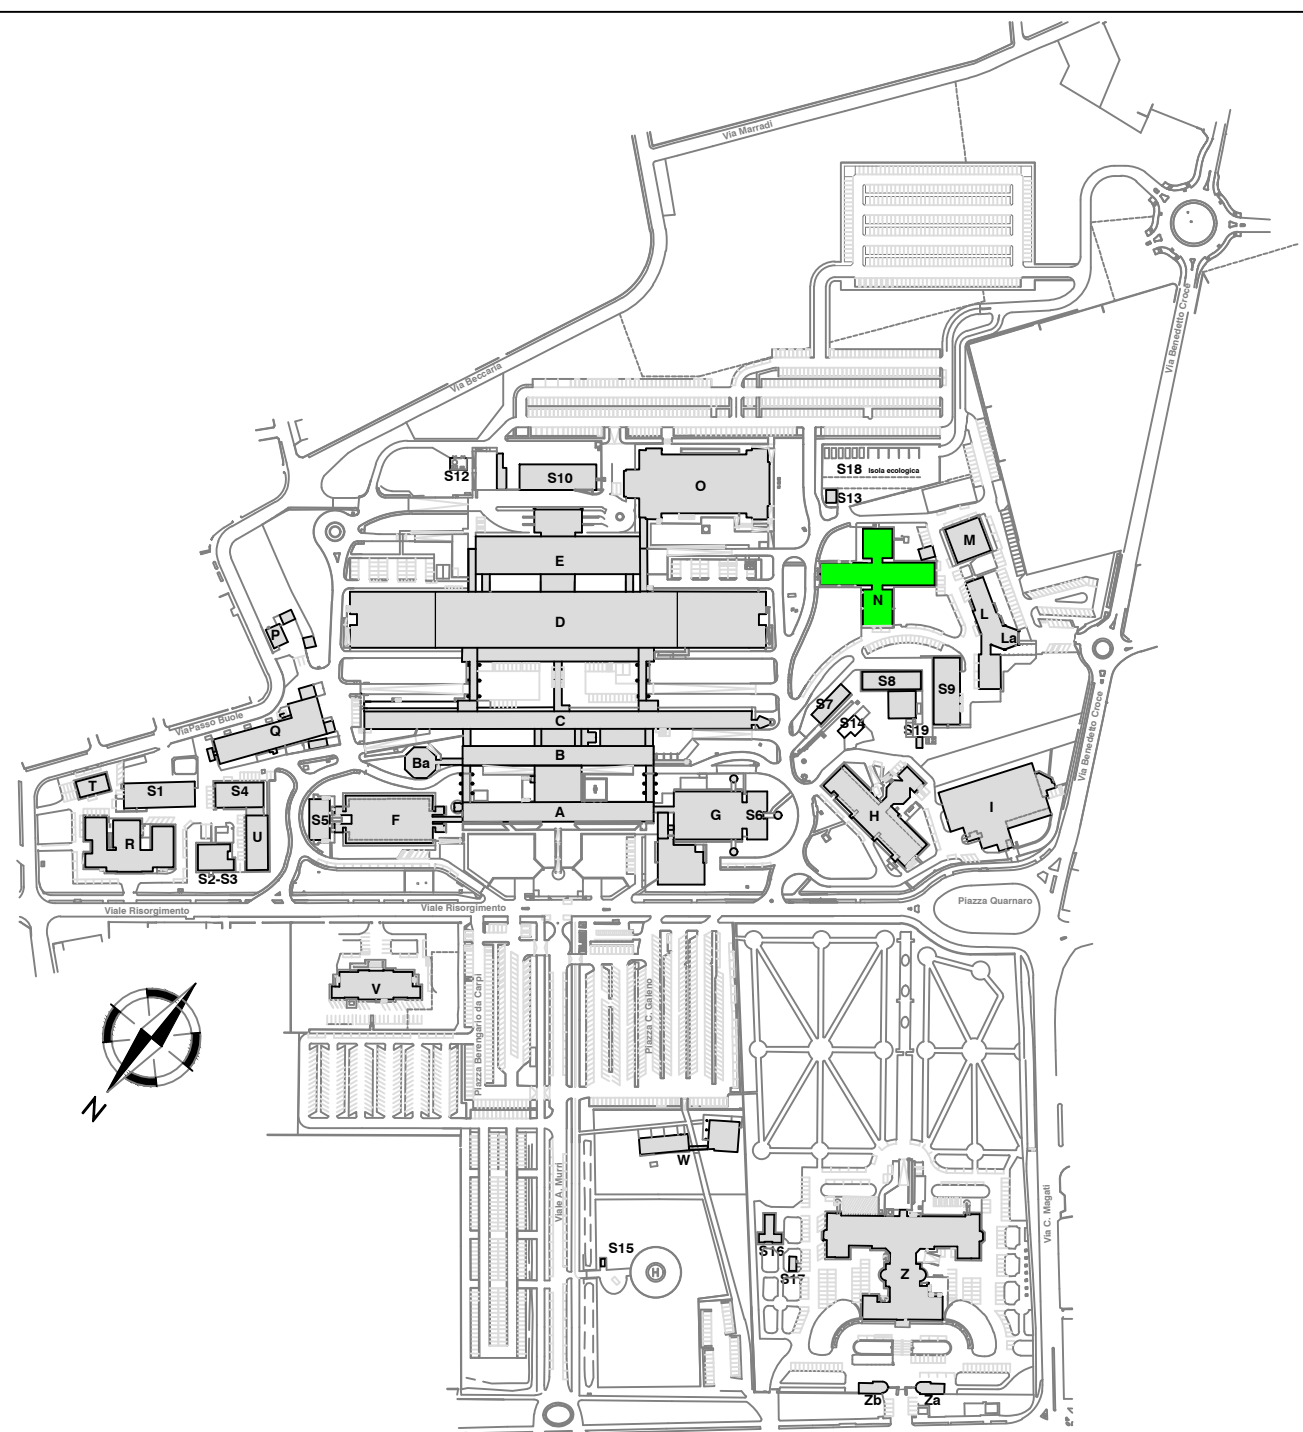 Via Marradi
Via Benedetto Croce
Via Beccaria
S12
S10
O
S18 Isola ecologica
S13
M
E
N
L
La
D
P
S8
S9
S7
S14
S19
C
ViaPasso Buole
Q
B
Ba
Via Benedetto Croce
T
S1
S4
S5
F
A
G
S6
H
I
R
U
S2-S3
Viale Risorgimento
Viale Risorgimento
Piazza Quarnaro
V
Piazza Berengario da Carpi
Piazza C. Galeno
N
W
Viale A. Murri
Via C. Magati
S15
H
S16
S17
Z
Zb
Za